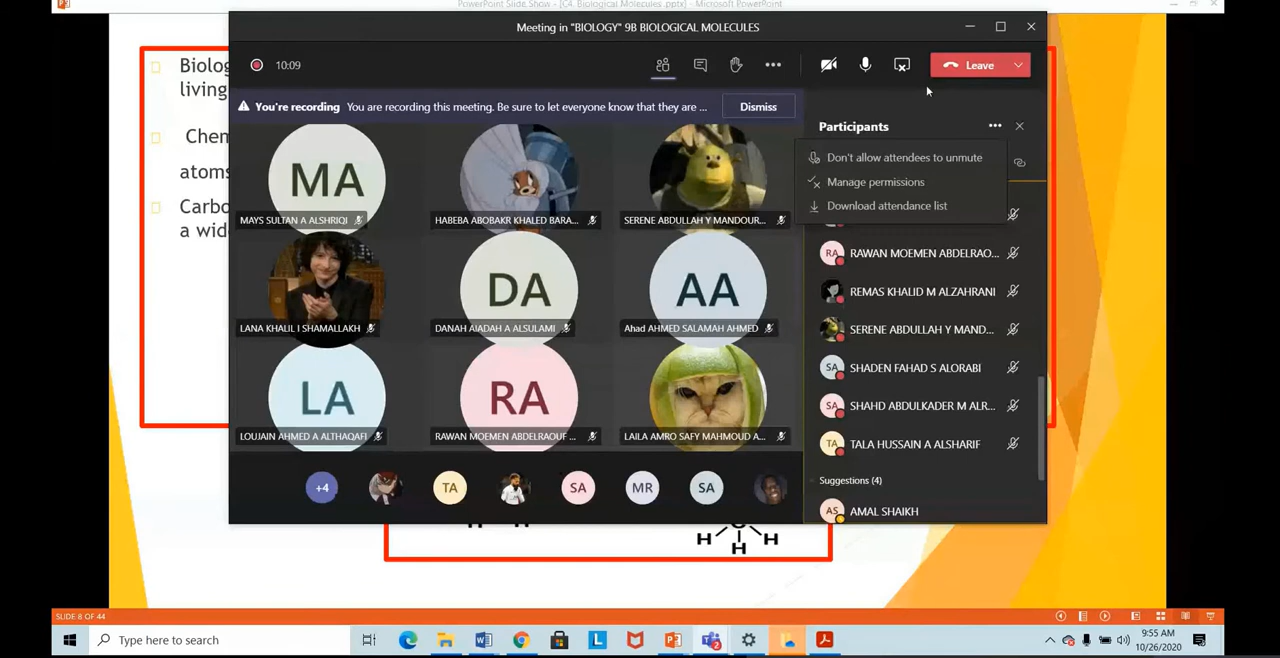 PowerPoint Slide Show - [C4. Biological Molecules .pptx] - Microsoft PowerPoint
Meeting in "BIOLOGY" 9B BIOLOGICAL MOLECULES
10:09
Leave
You're recording You are recording this meeting. Be sure to let everyone know that they are ... Dismiss
Participants
Don't allow attendees to unmute
Manage permissions
Download attendance list
Biolog
living
Chem
atoms
Carbo
a wid
MA
MAYS SULTAN A ALSHRIQI
HABEBA ABOBAKR KHALED BARA...
SERENE ABDULLAH Y MANDOUR...
LANA KHALIL I SHAMALLAKH
DA
DANAH AIADAH A ALSULAMI
AA
Ahad AHMED SALAMAH AHMED
LA
LOUJAIN AHMED A ALTHAQAFI
RA
RAWAN MOEMEN ABDELRAOUF ...
LAILA AMRO SAFY MAHMOUD A...
+4
TA
SA
MR
SA
RA RAWAN MOEMEN ABDELRAO...
REMAS KHALID M ALZAHRANI
SERENE ABDULLAH Y MAND...
SA SHADEN FAHAD S ALORABI
SA SHAHD ABDULKADER M ALR...
TA TALA HUSSAIN A ALSHARIF
Suggestions (4)
AS AMAL SHAIKH
H H
H
SLIDE 8 OF 44
Type here to search
2
9:55 AM
10/26/2020